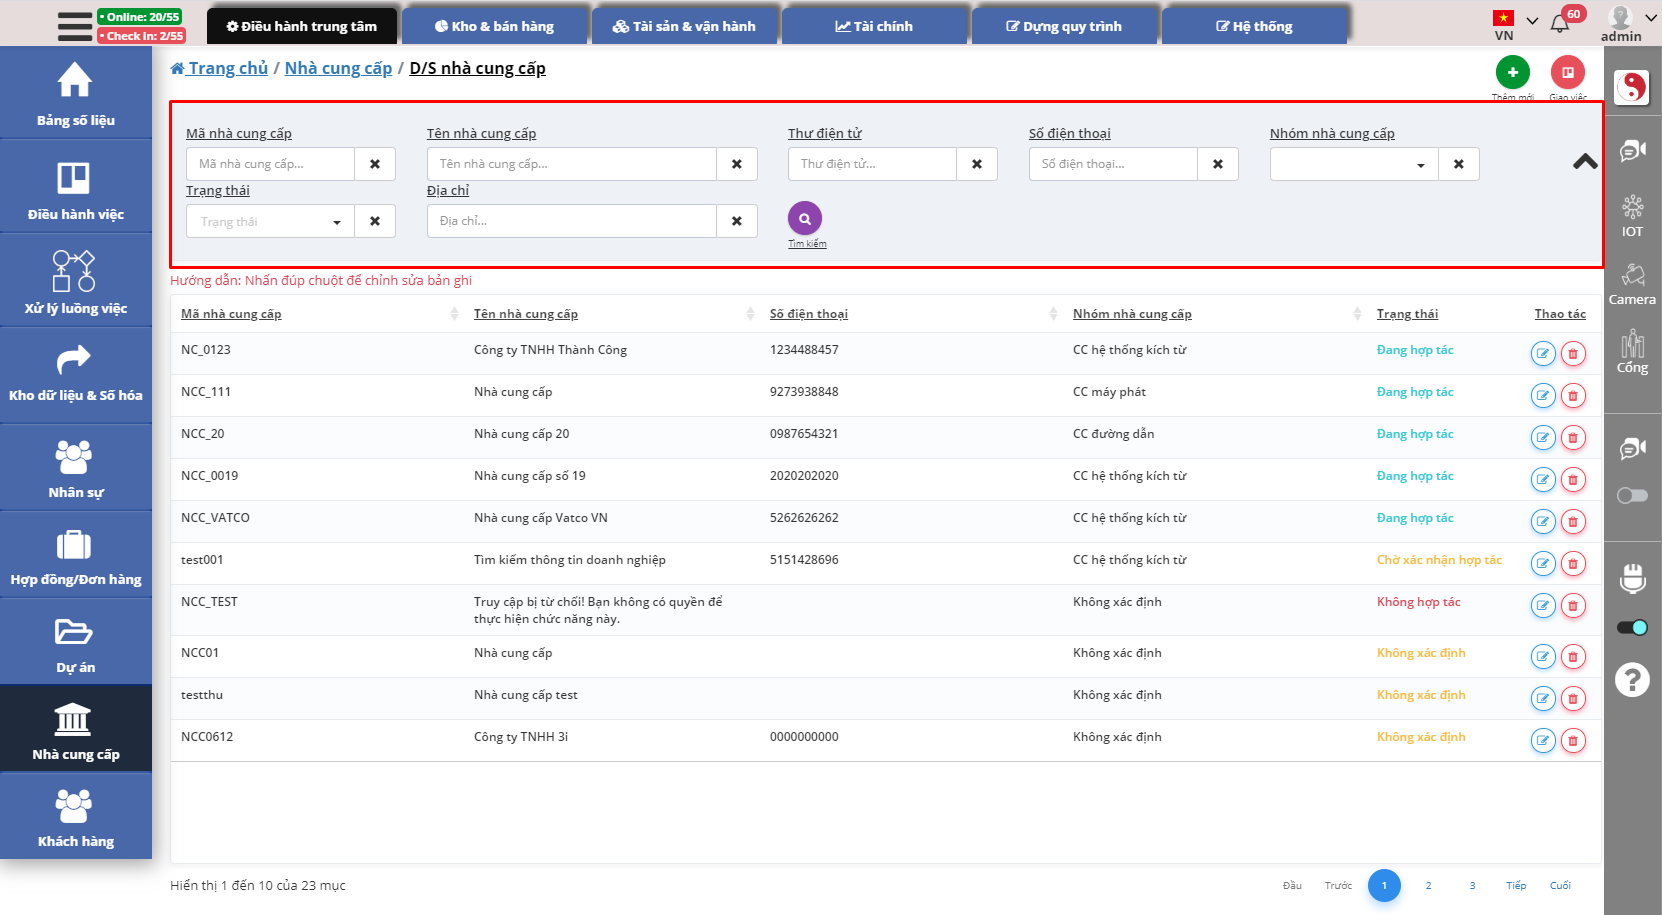 Online: 20/55
Check In: 2/55
Điều hành trung tâm
Kho & bán hàng
Tài sản & vận hành
Tài chính
Dựng quy trình
Hệ thống
VN
60
admin
Trang chủ / Nhà cung cấp / D/S nhà cung cấp
Thêm mới
Giao việc
Bảng số liệu
Điều hành việc
Xử lý luồng việc
Kho dữ liệu & Số hóa
Nhân sự
Hợp đồng/Đơn hàng
Dự án
Nhà cung cấp
Khách hàng
Mã nhà cung cấp
Tên nhà cung cấp
Thư điện tử
Số điện thoại
Nhóm nhà cung cấp
Mã nhà cung cấp...
Tên nhà cung cấp...
Thư điện tử...
Số điện thoại...
Trạng thái
Địa chỉ
Trạng thái
Địa chỉ...
Tìm kiếm
Hướng dẫn: Nhấn đúp chuột để chỉnh sửa bản ghi
Mã nhà cung cấp Tên nhà cung cấp Số điện thoại Nhóm nhà cung cấp Trạng thái Thao tác
NC_0123 Công ty TNHH Thành Công 1234488457 CC hệ thống kích từ Đang hợp tác
NCC_111 Nhà cung cấp 9273938848 CC máy phát Đang hợp tác
NCC_20 Nhà cung cấp 20 0987654321 CC đường dẫn Đang hợp tác
NCC_0019 Nhà cung cấp số 19 2020202020 CC hệ thống kích từ Đang hợp tác
NCC_VATCO Nhà cung cấp Vatco VN 5262626262 CC hệ thống kích từ Đang hợp tác
test001 Tìm kiếm thông tin doanh nghiệp 5151428696 CC hệ thống kích từ Chờ xác nhận hợp tác
NCC_TEST Truy cập bị từ chối! Bạn không có quyền để Không xác định Không hợp tác
thực hiện chức năng này.
NCC01 Nhà cung cấp Không xác định Không xác định
testthu Nhà cung cấp test Không xác định Không xác định
NCC0612 Công ty TNHH 3i 0000000000 Không xác định Không xác định
Hiển thị 1 đến 10 của 23 mục
Đầu Trước 1 2 3 Tiếp Cuối
IOT
Camera
Cổng